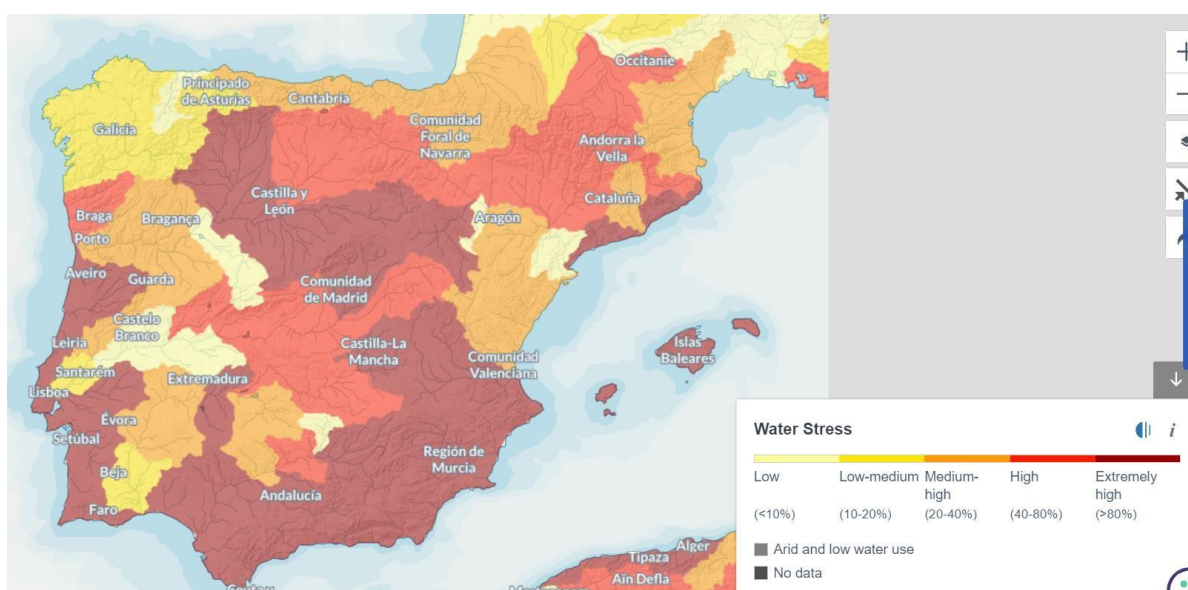 Occitanie
Principado
de Asturias
Cantabria
Comunidad
Foral de
Navarra
Galicia
Andorra la
Vella
Castilla y
León
Cataluña
Braga
Bragança
Aragón
Porto
Aveiro
Guarda
Comunidad
de Madrid
Castelo
Branco
Leiria
Castilla-La
Mancha
Islas
Baleares
Comunidad
Valenciana
Santarém
Extremadura
Lisboa
Évora
Setúbal
Región de
Murcia
Beja
Andalucía
Faro
Alger
Tipaza
Aïn Defla
Water Stress
i
Low Low-medium Medium-high High Extremely high
(<10%) (10-20%) (20-40%) (40-80%) (>80%)
Arid and low water use
No data